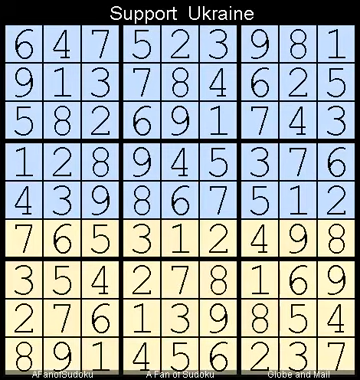 Support Ukraine
6 4 7 5 2 3 9 8 1
9 1 3 7 8 4 6 2 5
5 8 2 6 9 1 7 4 3
1 2 8 9 4 5 3 7 6
4 3 9 8 6 7 5 1 2
7 6 5 3 1 2 4 9 8
3 5 4 2 7 8 1 6 9
2 7 6 1 3 9 8 5 4
8 9 1 4 5 6 2 3 7
AFanofSudoku A Fan of Sudoku Globe and Mail